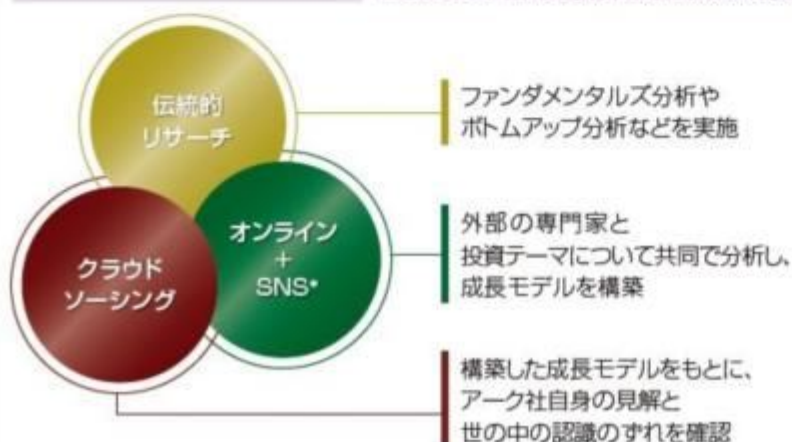 伝統的
リサーチ
オンライン
+
SNS*
クラウド
ソーシング
ファンダメンタルズ分析や
ボトムアップ分析などを実施
外部の専門家と
投資テーマについて共同で分析し、
成長モデルを構築
構築した成長モデルをもとに、
アーク社自身の見解と
世の中の認識のずれを確認